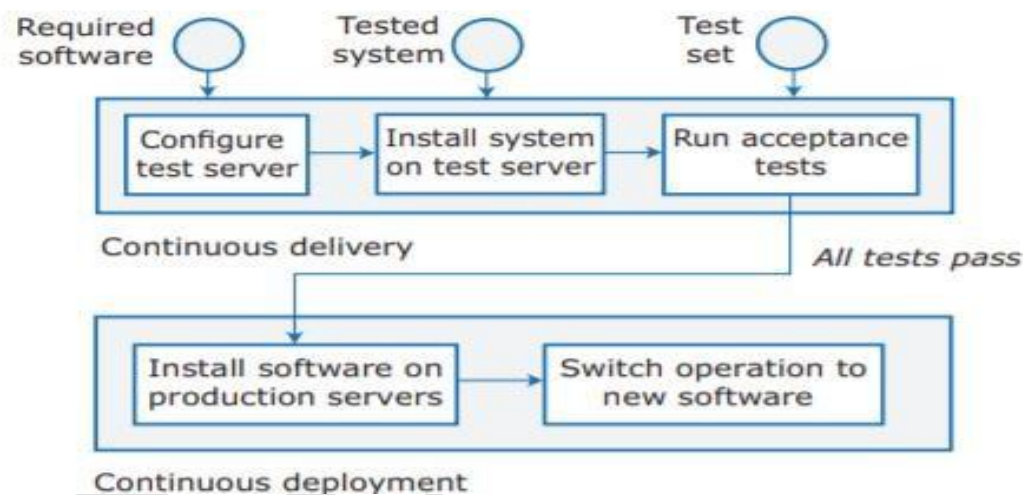 Required
software
Tested
system
Test
set
Configure
test server
Install system
on test server
Run acceptance
tests
Continuous delivery
All tests pass
Install software on
production servers
Switch operation to
new software
Continuous deployment